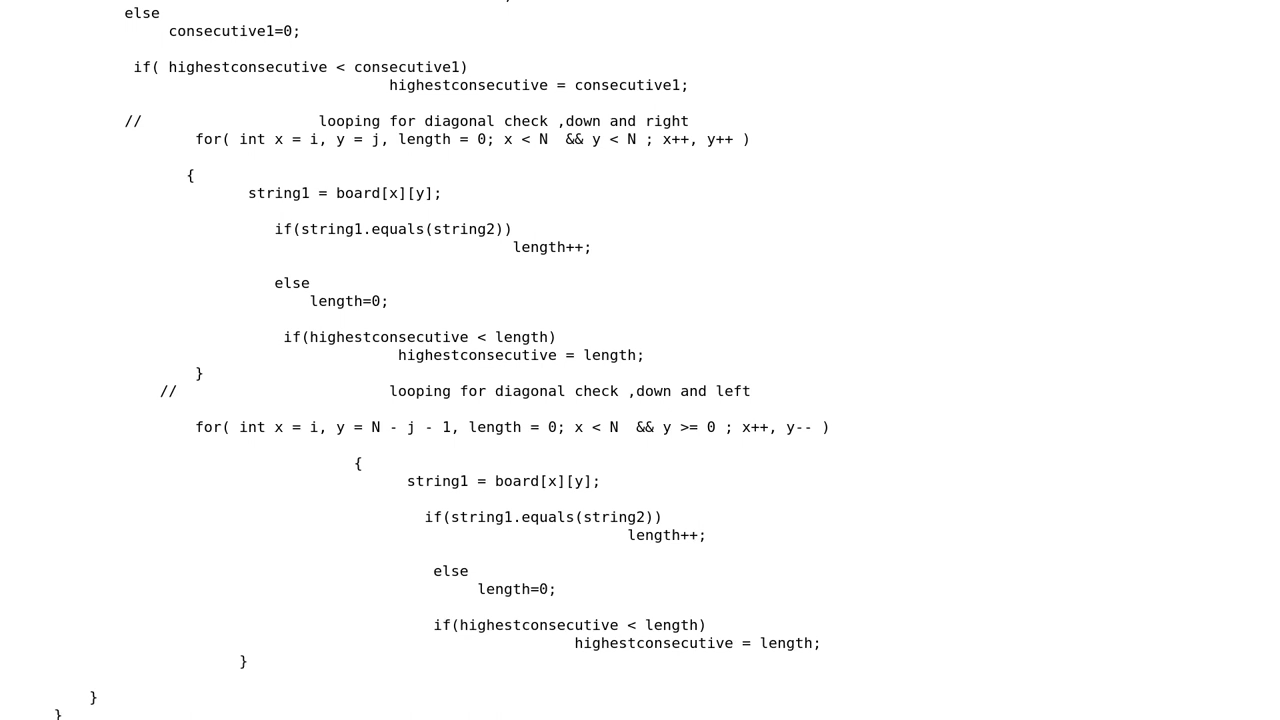 else
consecutive1=0;
if( highestconsecutive < consecutive1)
highestconsecutive = consecutive1;
// looping for diagonal check ,down and right
for( int x = i, y = j, length = 0; x < N  && y < N ; x++, y++ )
{
string1 = board[x][y];
if(string1.equals(string2))
length++;
else
length=0;
if(highestconsecutive < length)
highestconsecutive = length;
}
// looping for diagonal check ,down and left
for( int x = i, y = N - j - 1, length = 0; x < N  && y >= 0 ; x++, y-- )
{
string1 = board[x][y];
if(string1.equals(string2))
length++;
else
length=0;
if(highestconsecutive < length)
highestconsecutive = length;
}
}
}